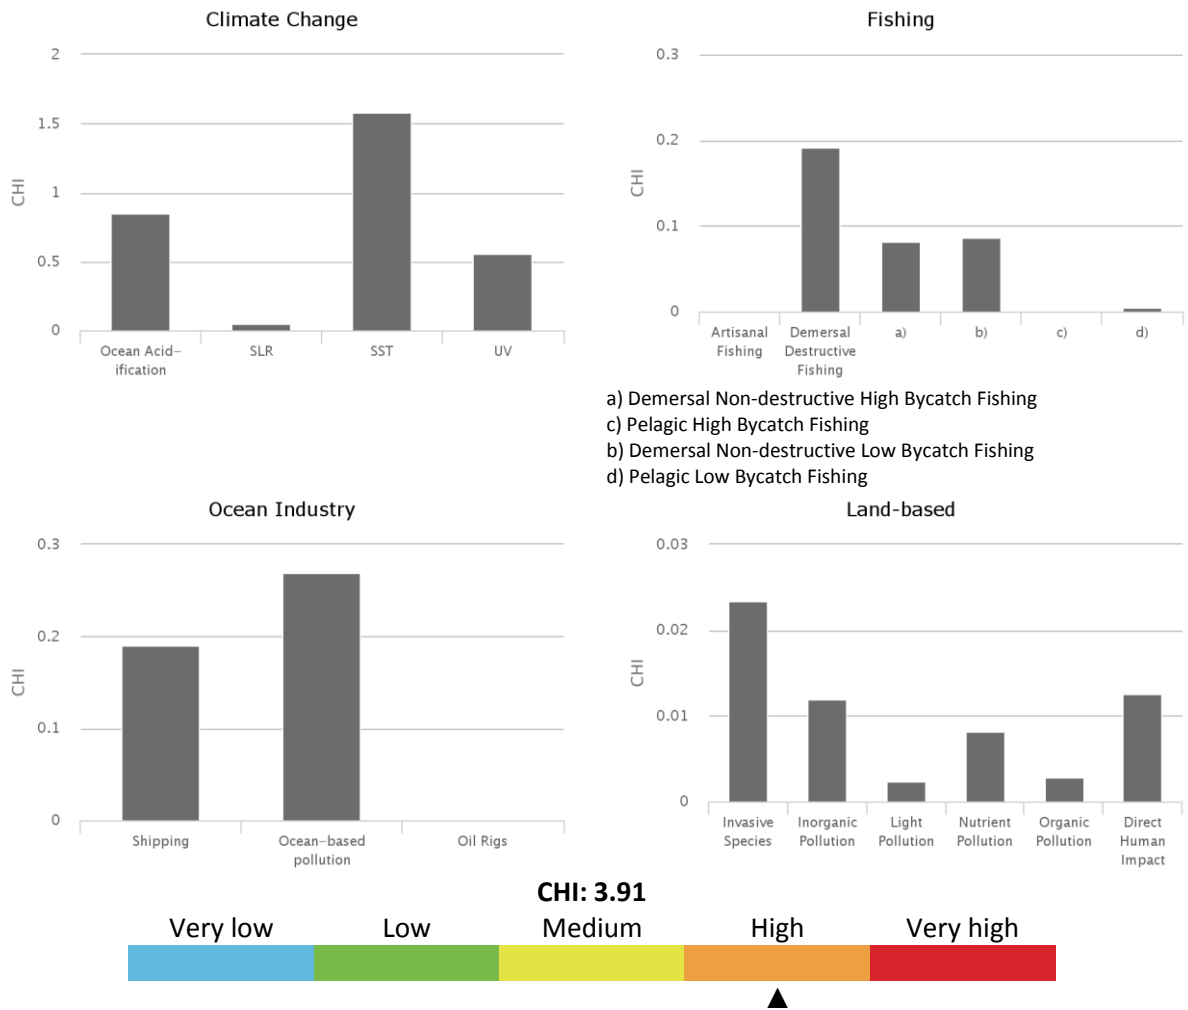 Climate Change
2
1.5
1
0.5
0
CHI
Ocean Acid-
ification
SLR
SST
UV
Fishing
0.3
0.2
0.1
0
CHI
Artisanal
Fishing
Demersal
Destructive
Fishing
a)
b)
c)
d)
a) Demersal Non-destructive High Bycatch Fishing
c) Pelagic High Bycatch Fishing
b) Demersal Non-destructive Low Bycatch Fishing
d) Pelagic Low Bycatch Fishing
Ocean Industry
0.3
0.2
0.1
0
CHI
Shipping
Ocean-based
pollution
Oil Rigs
Land-based
0.03
0.02
0.01
0
CHI
Invasive
Species
Inorganic
Pollution
Light
Pollution
Nutrient
Pollution
Organic
Pollution
Direct
Human
Impact
CHI: 3.91
Very low Low Medium High Very high